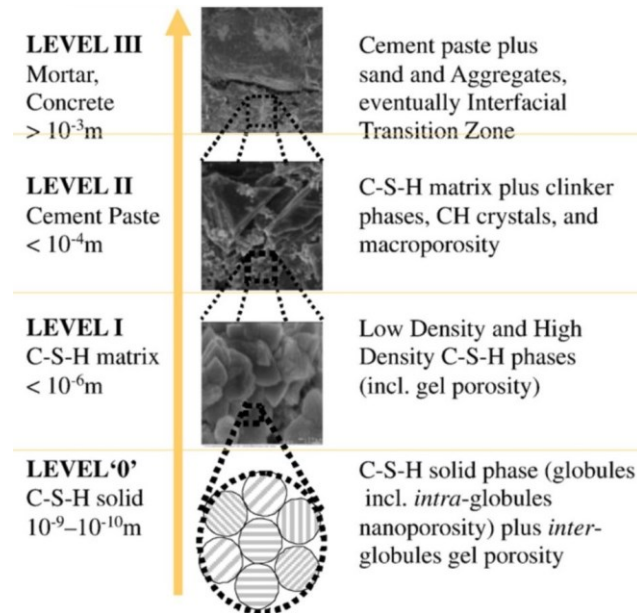 LEVEL III
Mortar,
Concrete
> 10⁻³m
Cement paste plus
sand and Aggregates,
eventually Interfacial
Transition Zone
LEVEL II
Cement Paste
< 10⁻⁴m
C-S-H matrix plus clinker
phases, CH crystals, and
macroporosity
LEVEL I
C-S-H matrix
< 10⁻⁶m
Low Density and High
Density C-S-H phases
(incl. gel porosity)
LEVEL‘0’
C-S-H solid
10⁻⁹–10⁻¹⁰m
C-S-H solid phase (globules
incl. intra-globules
nanoporosity) plus inter-
globules gel porosity